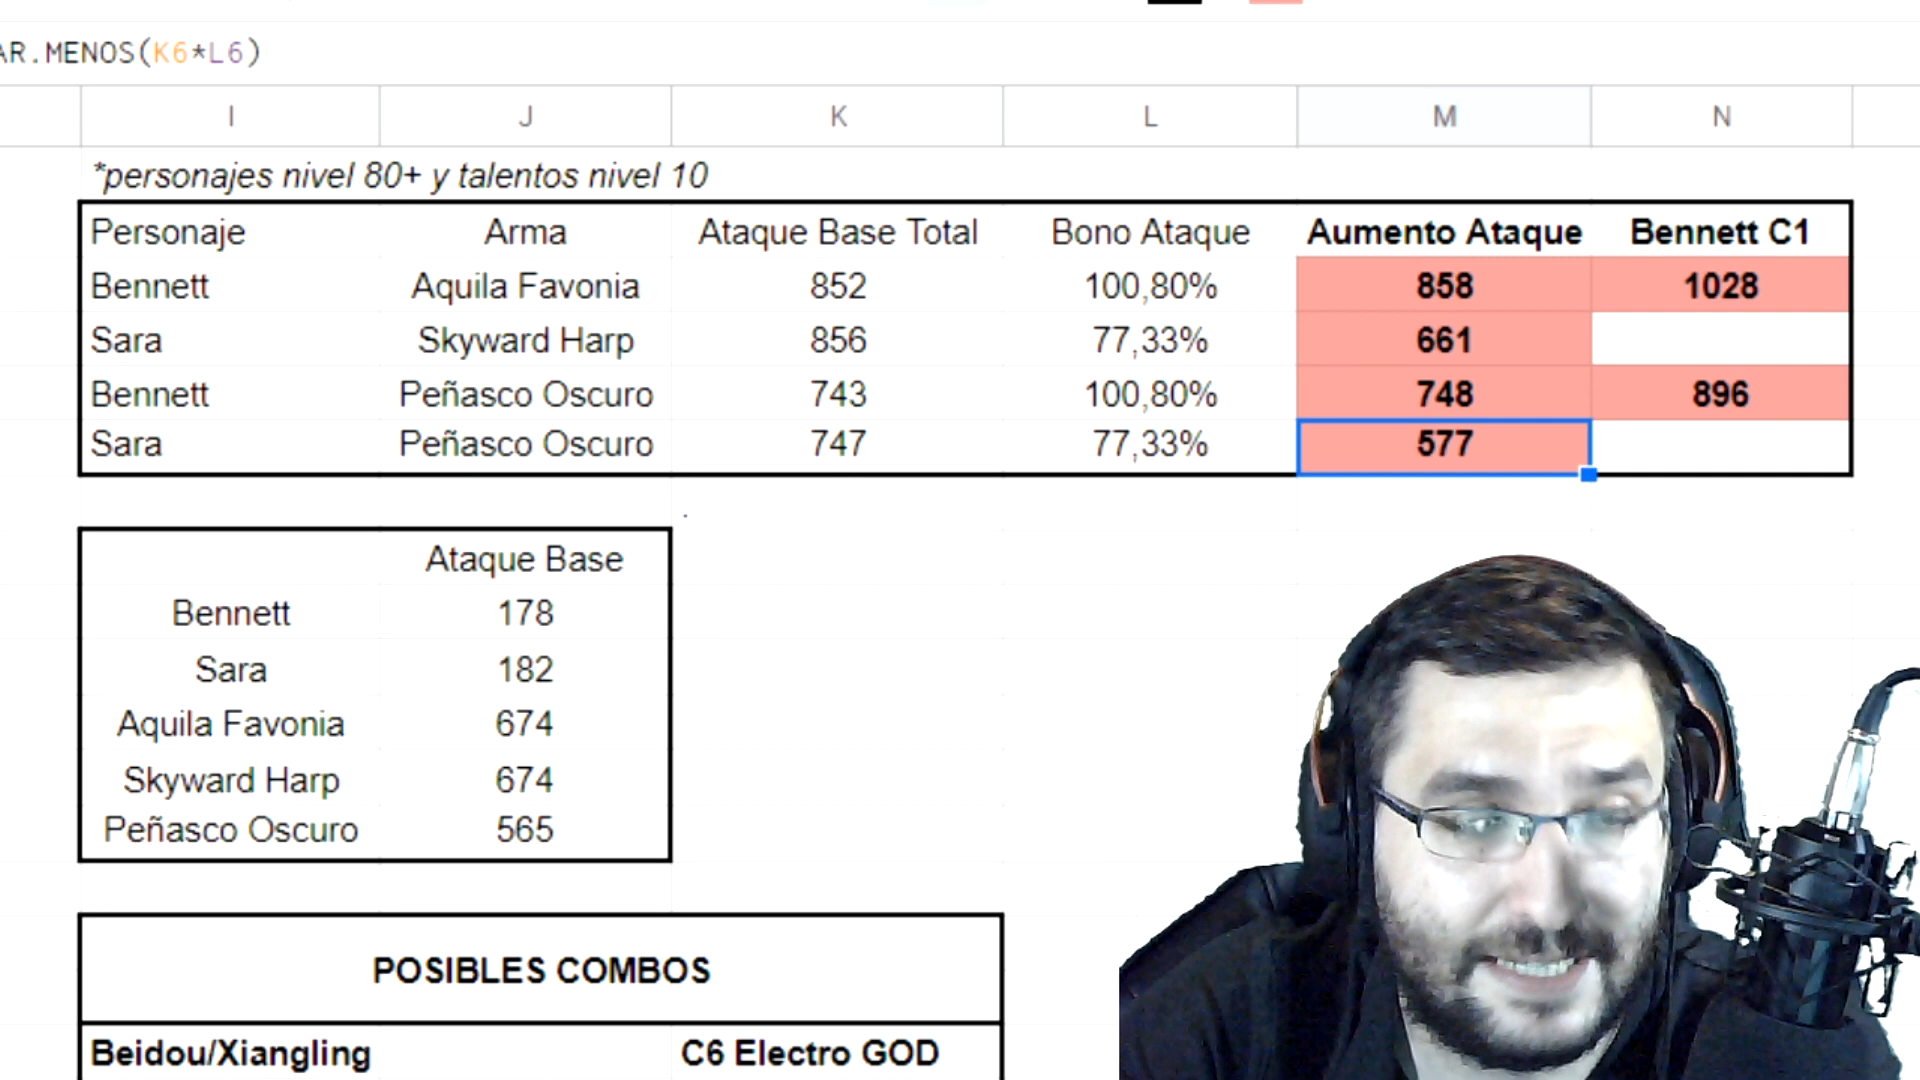 AR.MENOS(K6*L6)
I J K L M N
*personajes nivel 80+ y talentos nivel 10
Personaje Arma Ataque Base Total Bono Ataque Aumento Ataque Bennett C1
Bennett Aquila Favonia 852 100,80% 858 1028
Sara Skyward Harp 856 77,33% 661
Bennett Peñasco Oscuro 743 100,80% 748 896
Sara Peñasco Oscuro 747 77,33% 577
Ataque Base
Bennett 178
Sara 182
Aquila Favonia 674
Skyward Harp 674
Peñasco Oscuro 565
POSIBLES COMBOS
Beidou/Xiangling C6 Electro GOD